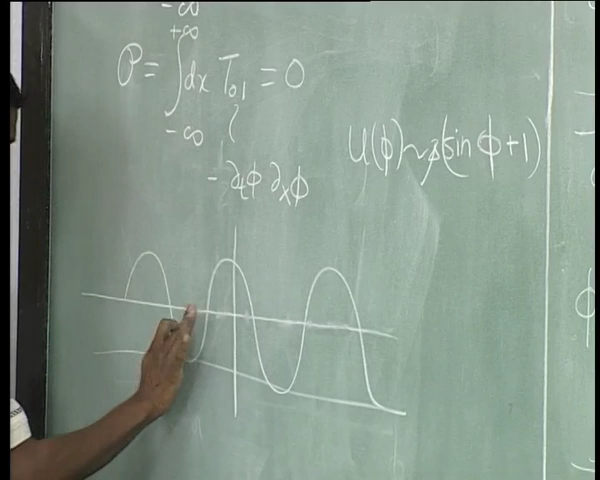 -∞
P = ∫_{-∞}^{+∞} dx T₀₁ = 0
- ∂ₜϕ ∂ₓϕ
U(ϕ) ~ (sin ϕ + 1)
ϕ